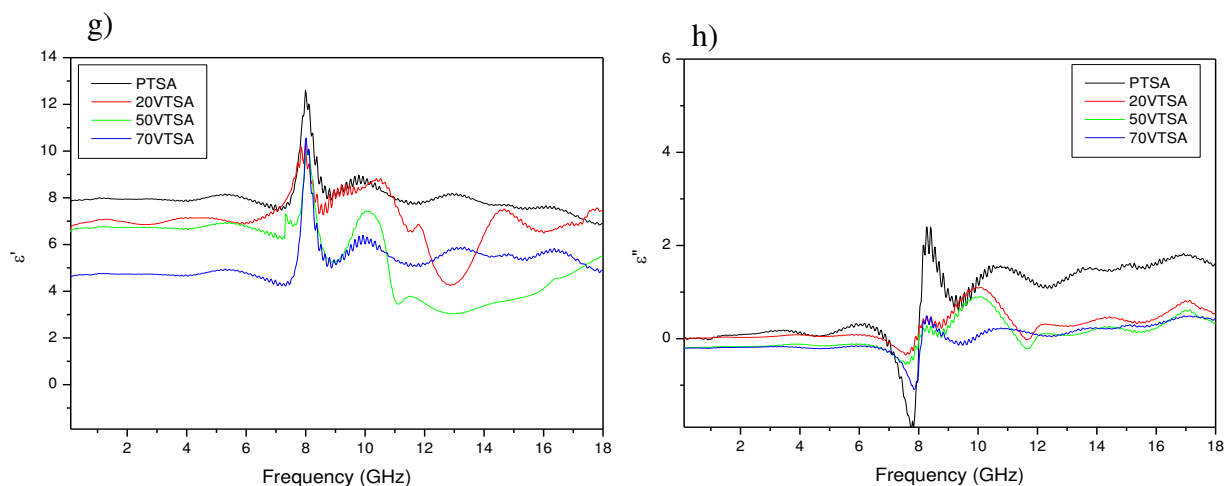 g)
14
12
10
8
6
4
2
0
ε'
PTSA
20VTSA
50VTSA
70VTSA
2 4 6 8 10 12 14 16 18
Frequency (GHz)
h)
6
4
2
0
ε"
PTSA
20VTSA
50VTSA
70VTSA
2 4 6 8 10 12 14 16 18
Frequency (GHz)